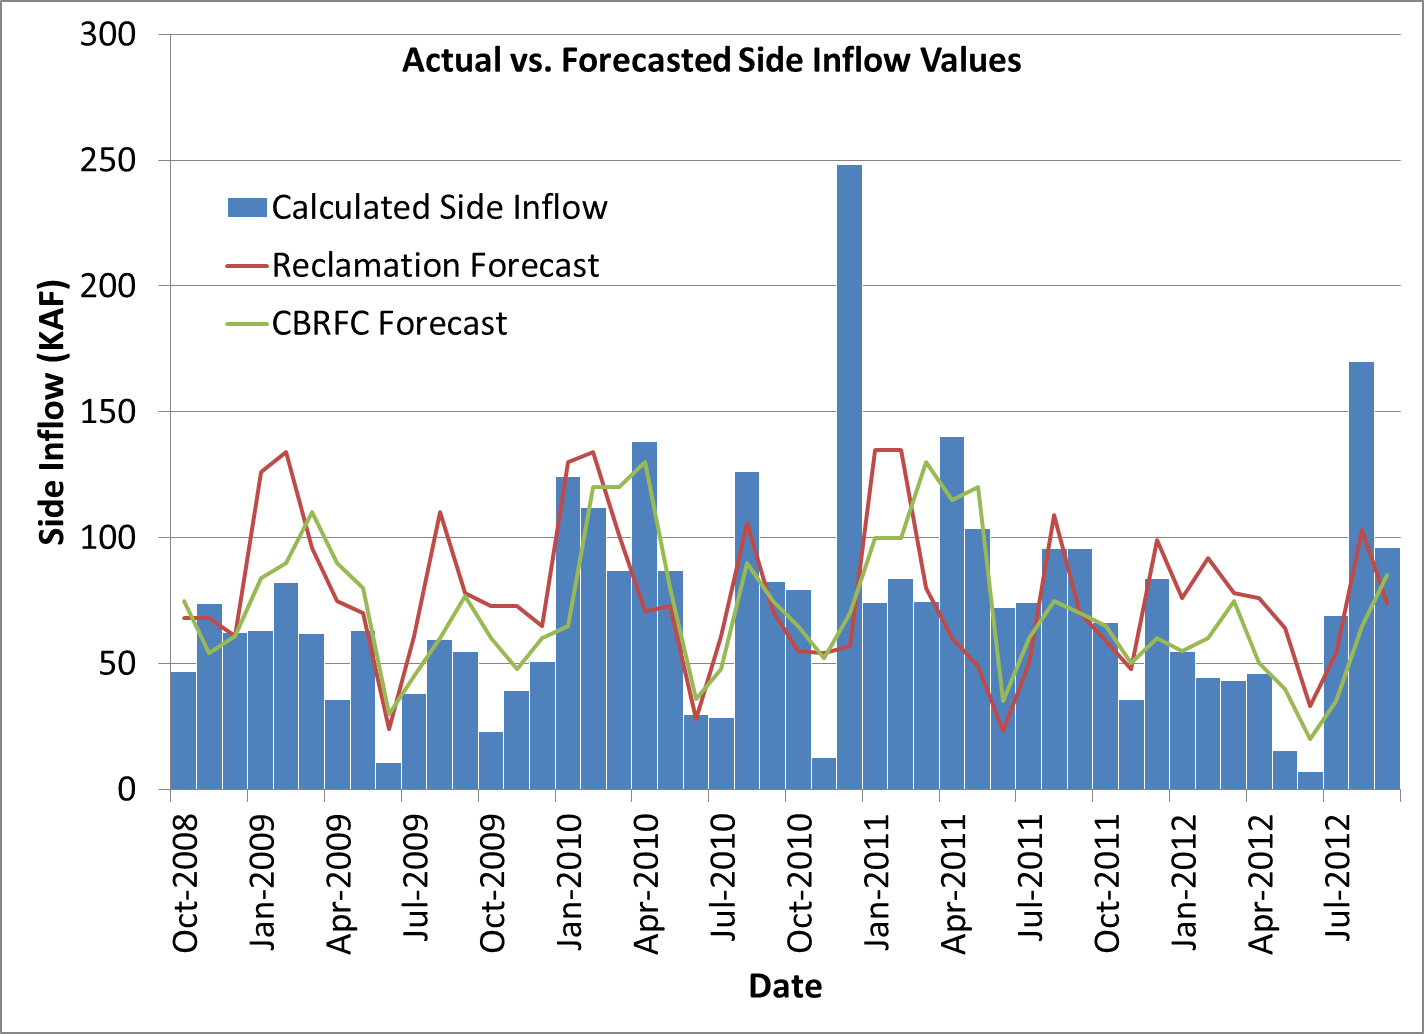 Actual vs. Forecasted Side Inflow Values
300
250
200
150
100
50
0
Side Inflow (KAF)
Calculated Side Inflow
Reclamation Forecast
CBRFC Forecast
Oct-2008
Jan-2009
Apr-2009
Jul-2009
Oct-2009
Jan-2010
Apr-2010
Jul-2010
Oct-2010
Jan-2011
Apr-2011
Jul-2011
Oct-2011
Jan-2012
Apr-2012
Jul-2012
Date